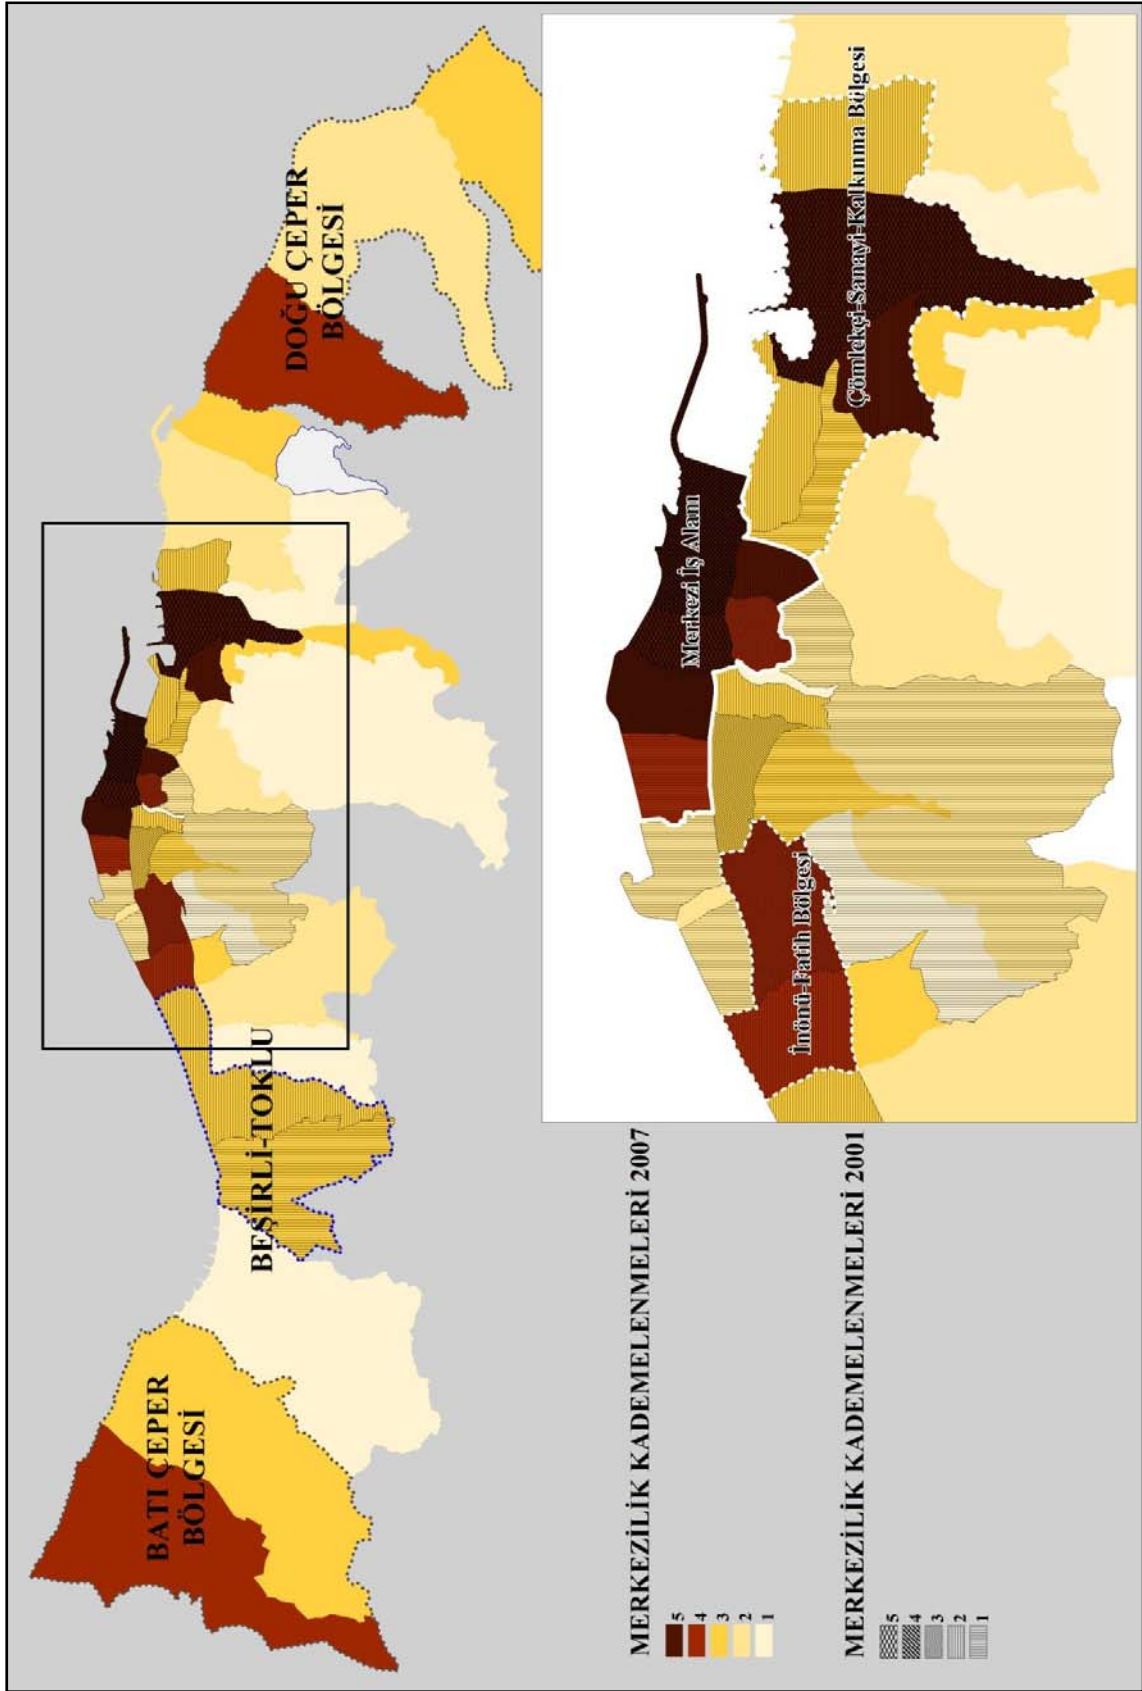 BATI ÇEPER
BÖLGESİ
BEŞİRLİ-TOKLU
DOĞU ÇEPER
BÖLGESİ
MERKEZİLİK KADEMELENMELERİ 2007
5
4
3
2
1
MERKEZİLİK KADEMELENMELERİ 2001
5
4
3
2
1
Merkezi İş Alanı
İnönü-Fatih Bölgesi
Çömlekçi-Sanayi-Kalkınma Bölgesi